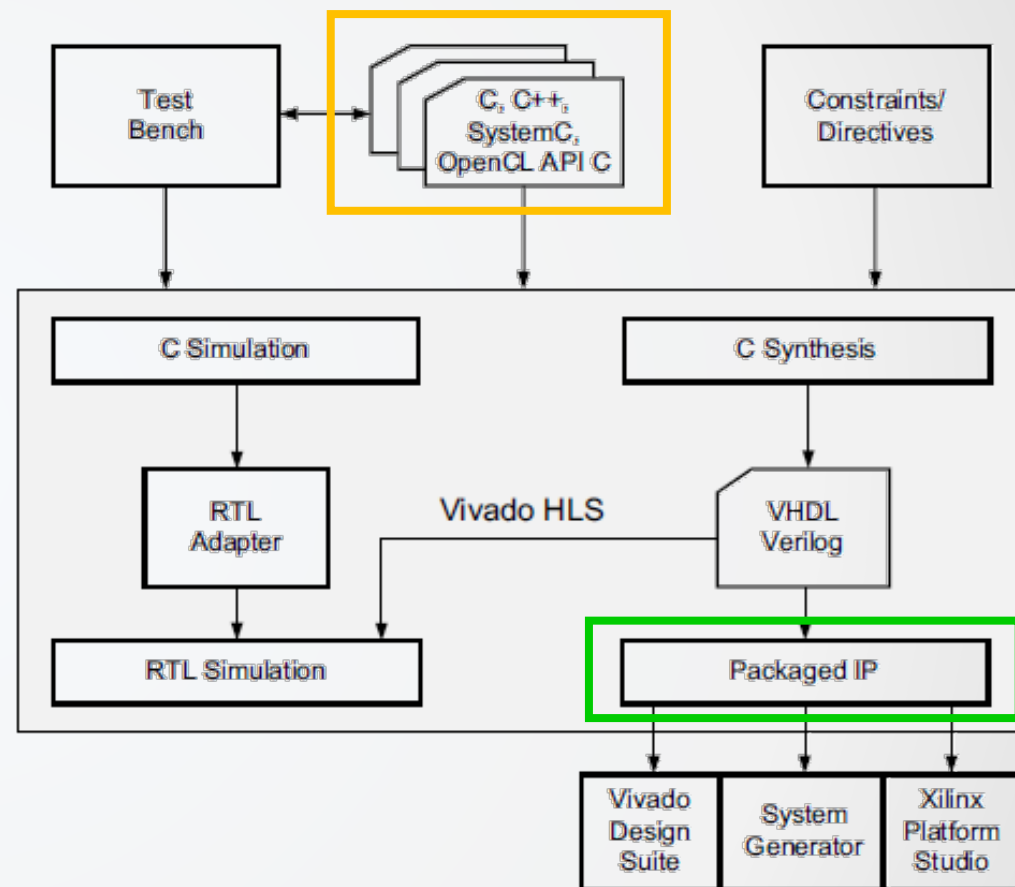 Test
Bench
C, C++,
SystemC,
OpenCL API C
Constraints/
Directives
C Simulation
C Synthesis
RTL
Adapter
Vivado HLS
VHDL
Verilog
RTL Simulation
Packaged IP
Vivado
Design
Suite
System
Generator
Xilinx
Platform
Studio